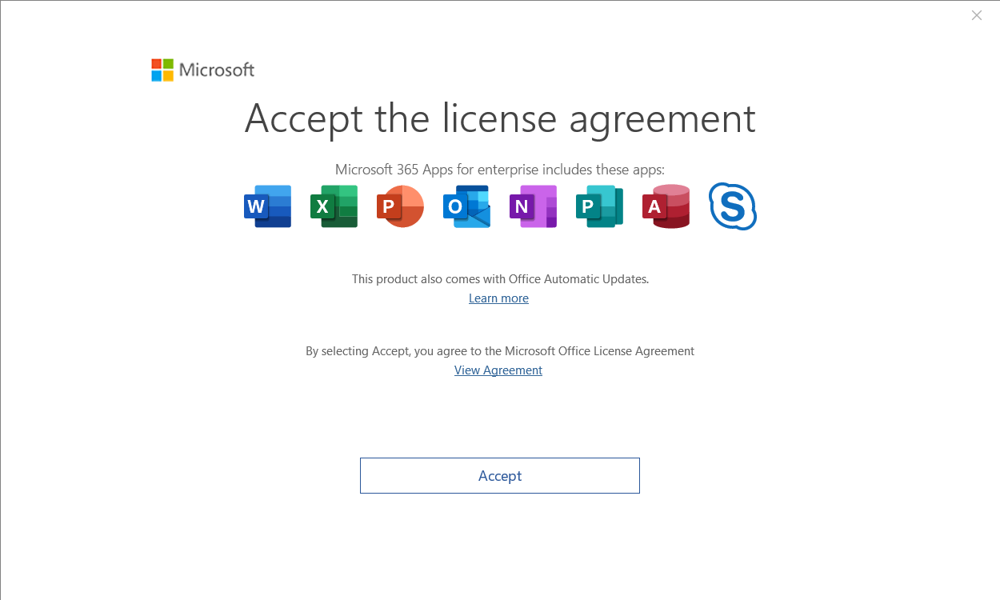 Microsoft
Accept the license agreement
Microsoft 365 Apps for enterprise includes these apps:
W X P O N P A S
This product also comes with Office Automatic Updates.
Learn more
By selecting Accept, you agree to the Microsoft Office License Agreement
View Agreement
Accept